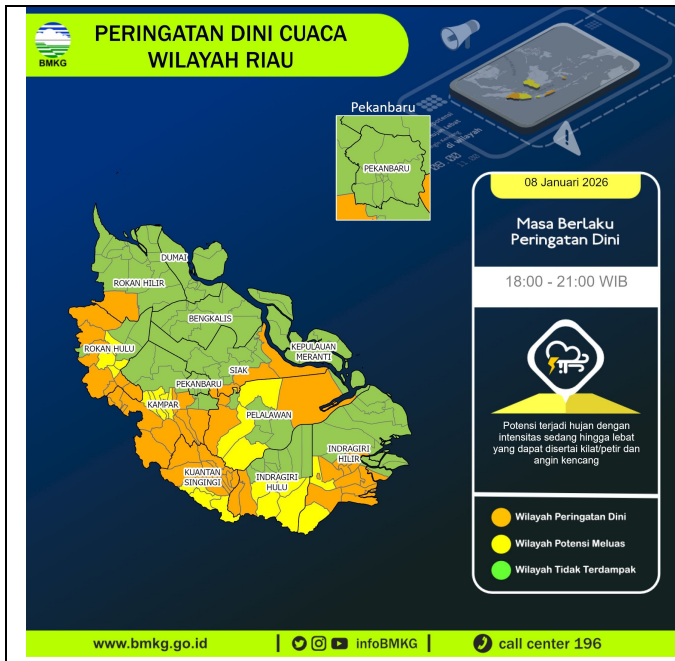 PERINGATAN DINI CUACA
WILAYAH RIAU
BMKG
Pekanbaru
PEKANBARU
di wilayah
08 Januari 2026
Masa Berlaku
Peringatan Dini
18:00 - 21:00 WIB
Potensi terjadi hujan dengan
intensitas sedang hingga lebat
yang dapat disertai kilat/petir dan
angin kencang
Wilayah Peringatan Dini
Wilayah Potensi Meluas
Wilayah Tidak Terdampak
DUMAI
ROKAN HILIR
BENGKALIS
ROKAN HULU
KEPULAUAN
MERANTI
SIAK
PEKANBARU
KAMPAR
PELALAWAN
INDRAGIRI
HILIR
KUANTAN
SINGINGI
INDRAGIRI
HULU
www.bmkg.go.id
infoBMKG
call center 196